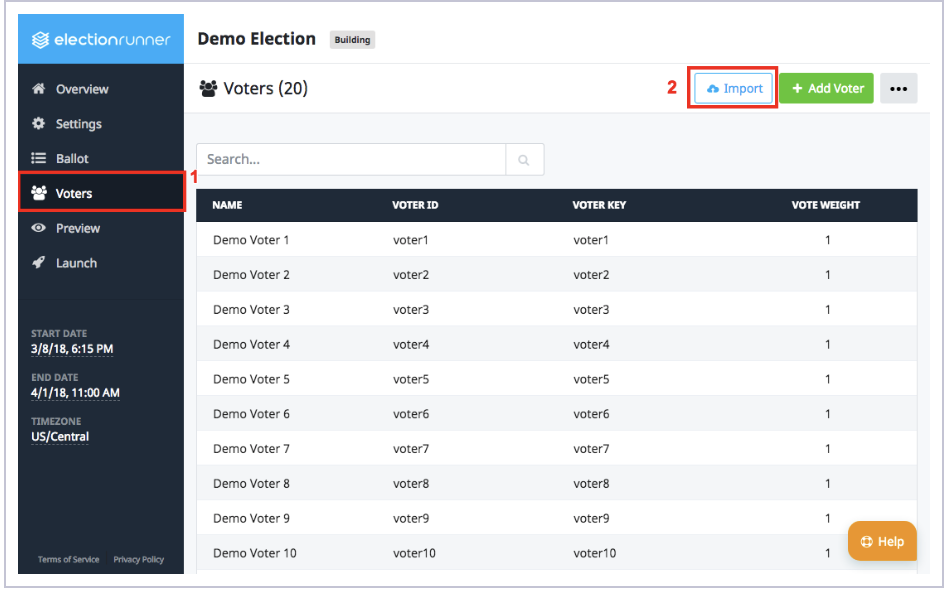 electionrunner
Demo Election Building
Overview
Settings
Ballot
Voters
1
Preview
Launch
START DATE
3/8/18, 6:15 PM
END DATE
4/1/18, 11:00 AM
TIMEZONE
US/Central
Terms of Service Privacy Policy
Voters (20)
2 Import + Add Voter •••
Search...
NAME VOTER ID VOTER KEY VOTE WEIGHT
Demo Voter 1 voter1 voter1 1
Demo Voter 2 voter2 voter2 1
Demo Voter 3 voter3 voter3 1
Demo Voter 4 voter4 voter4 1
Demo Voter 5 voter5 voter5 1
Demo Voter 6 voter6 voter6 1
Demo Voter 7 voter7 voter7 1
Demo Voter 8 voter8 voter8 1
Demo Voter 9 voter9 voter9 1
Demo Voter 10 voter10 voter10 1
Help